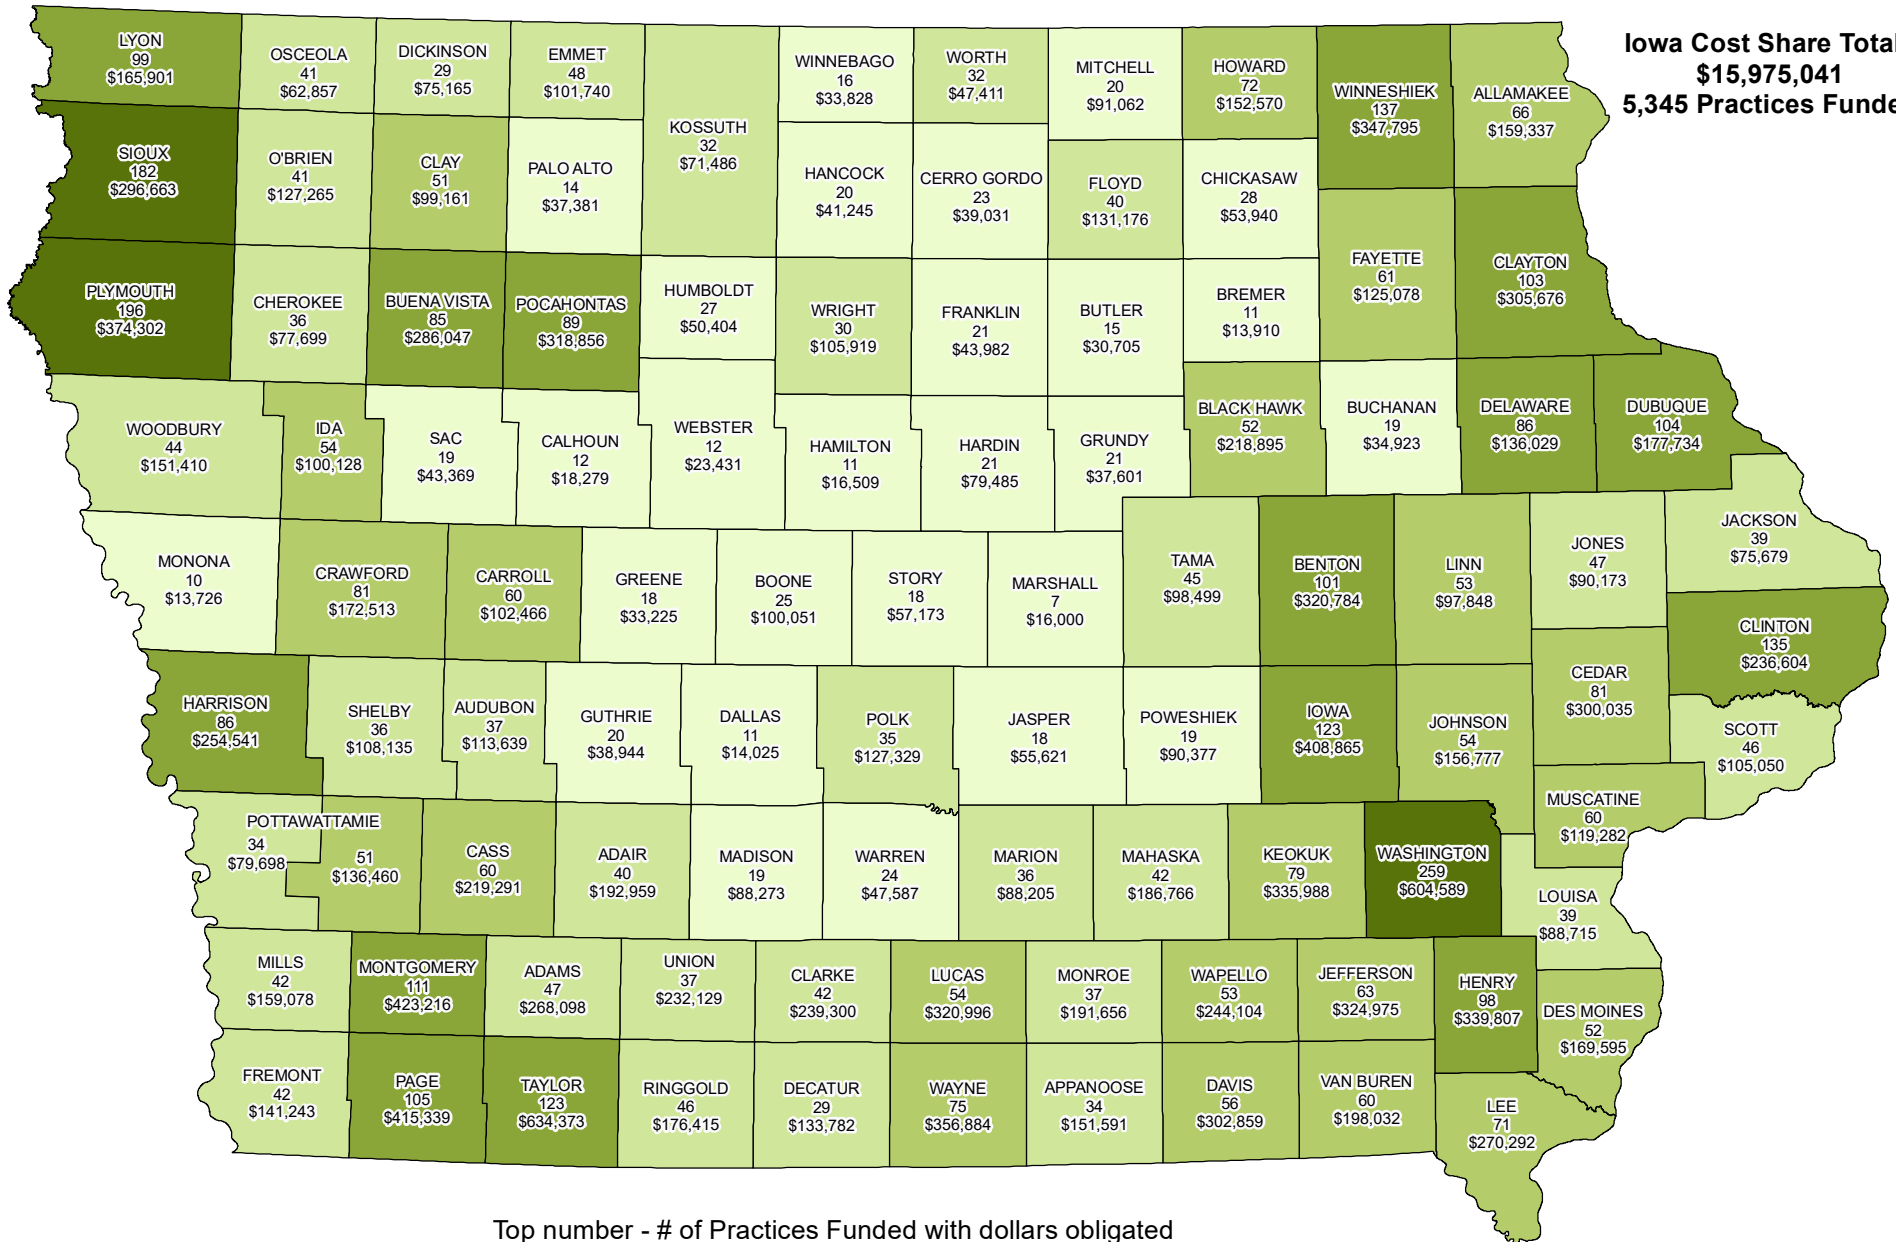 Iowa Cost Share Total
$15,975,041
5,345 Practices Funde
LYON
99
$165,901
OSCEOLA
41
$62,857
DICKINSON
29
$75,165
EMMET
48
$101,740
KOSSUTH
32
$71,486
WINNEBAGO
16
$33,828
WORTH
32
$47,411
MITCHELL
20
$91,062
HOWARD
72
$152,570
WINNESHIEK
137
$347,795
ALLAMAKEE
66
$159,337
SIOUX
182
$296,663
O'BRIEN
41
$127,265
CLAY
51
$99,161
PALO ALTO
14
$37,381
HANCOCK
20
$41,245
CERRO GORDO
23
$39,031
FLOYD
40
$131,176
CHICKASAW
28
$53,940
FAYETTE
61
$125,078
CLAYTON
103
$305,676
PLYMOUTH
196
$374,302
CHEROKEE
36
$77,699
BUENA VISTA
85
$286,047
POCAHONTAS
89
$318,856
HUMBOLDT
27
$50,404
WRIGHT
30
$105,919
FRANKLIN
21
$43,982
BUTLER
15
$30,705
BREMER
11
$13,910
WOODBURY
44
$151,410
IDA
54
$100,128
SAC
19
$43,369
CALHOUN
12
$18,279
WEBSTER
12
$23,431
HAMILTON
11
$16,509
HARDIN
21
$79,485
GRUNDY
21
$37,601
BLACK HAWK
52
$218,895
BUCHANAN
19
$34,923
DELAWARE
86
$136,029
DUBUQUE
104
$177,734
MONONA
10
$13,726
CRAWFORD
81
$172,513
CARROLL
60
$102,466
GREENE
18
$33,225
BOONE
25
$100,051
STORY
18
$57,173
MARSHALL
7
$16,000
TAMA
45
$98,499
BENTON
101
$320,784
LINN
53
$97,848
JONES
47
$90,173
JACKSON
39
$75,679
CLINTON
135
$236,604
HARRISON
86
$254,541
SHELBY
36
$108,135
AUDUBON
37
$113,639
GUTHRIE
20
$38,944
DALLAS
11
$14,025
POLK
35
$127,329
JASPER
18
$55,621
POWESHIEK
19
$90,377
IOWA
123
$408,865
JOHNSON
54
$156,777
CEDAR
81
$300,035
SCOTT
46
$105,050
MUSCATINE
60
$119,282
POTTAWATTAMIE
34
$79,698
51
$136,460
CASS
60
$219,291
ADAIR
40
$192,959
MADISON
19
$88,273
WARREN
24
$47,587
MARION
36
$88,205
MAHASKA
42
$186,766
KEOKUK
79
$335,988
WASHINGTON
259
$604,589
LOUISA
39
$88,715
MILLS
42
$159,078
MONTGOMERY
111
$423,216
ADAMS
47
$268,098
UNION
37
$232,129
CLARKE
42
$239,300
LUCAS
54
$320,996
MONROE
37
$191,656
WAPELLO
53
$244,104
JEFFERSON
63
$324,975
HENRY
98
$339,807
DES MOINES
52
$169,595
FREMONT
42
$141,243
PAGE
105
$415,339
TAYLOR
123
$634,373
RINGGOLD
46
$176,415
DECATUR
29
$133,782
WAYNE
75
$356,884
APPANOOSE
34
$151,591
DAVIS
56
$302,859
VAN BUREN
60
$198,032
LEE
71
$270,292
Top number - # of Practices Funded with dollars obligated